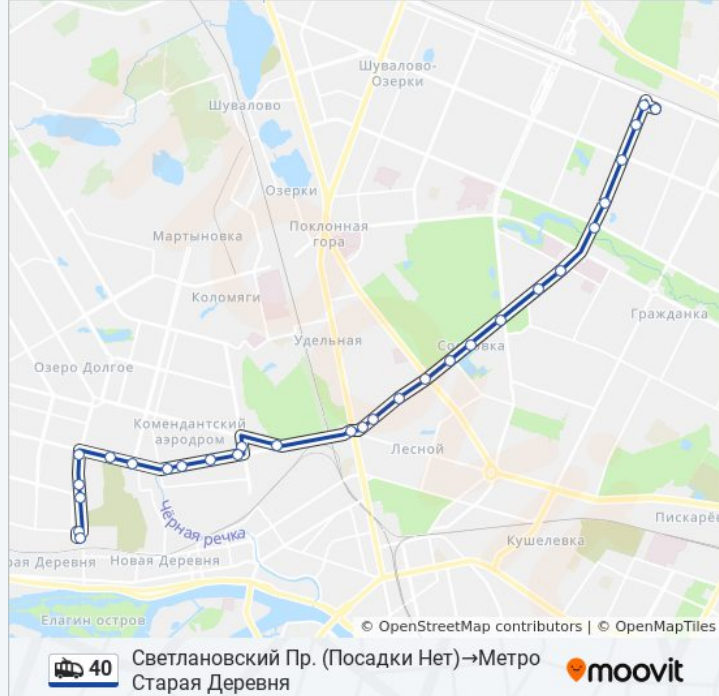 Шувалово-
Озерки
Шувалово
Озерки
Поклонная
гора
Мартыновка
Коломяги
Гражданка
Удельная
Сосновка
Озеро Долгое
Комендантский
аэродром
Лесной
Чёрная речка
Пискарёв
Кушелевка
рая Деревня
Новая Деревня
Елагин остров
© OpenStreetMap contributors | © OpenMapTiles
40
Светлановский Пр. (Посадки Нет)→Метро
Старая Деревня
moovit